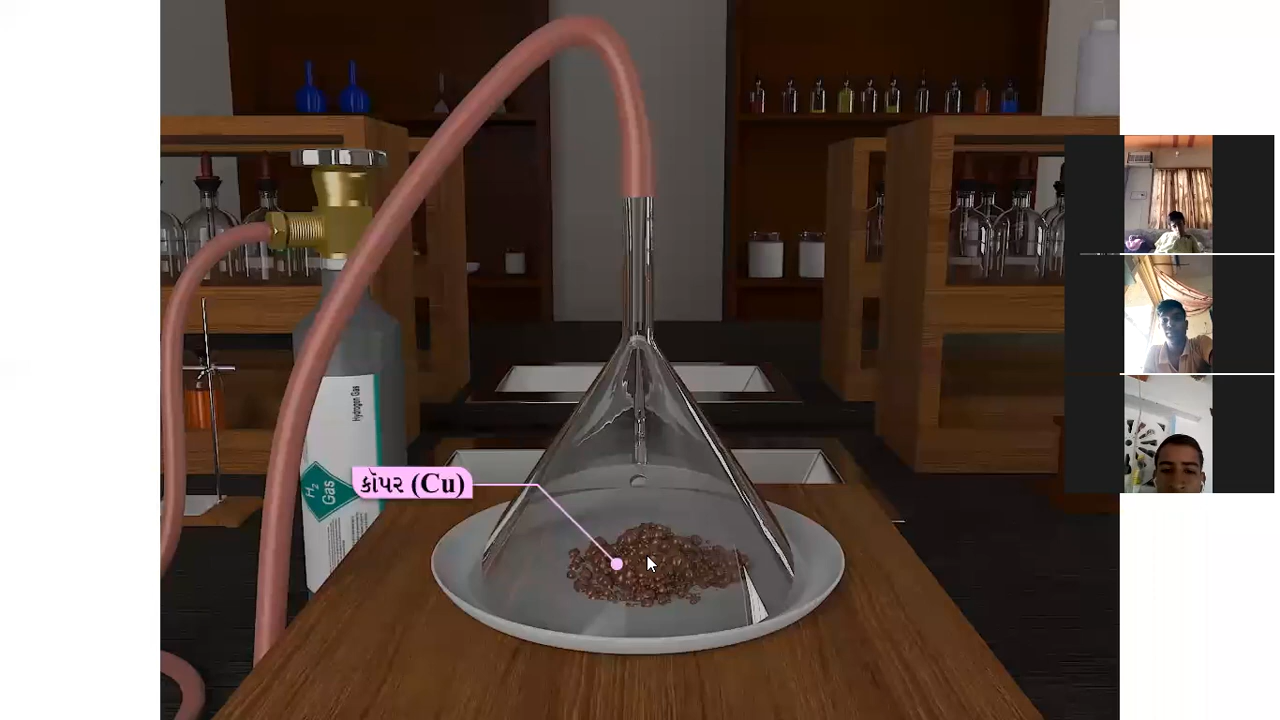 Hydrogen Gas
H₂
Gas
કૉપર (Cu)